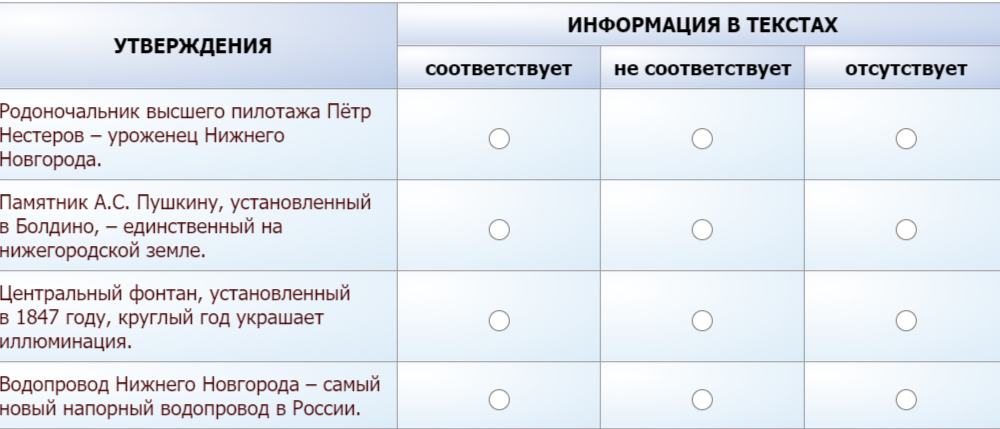 УТВЕРЖДЕНИЯ
ИНФОРМАЦИЯ В ТЕКСТАХ
соответствует
не соответствует
отсутствует
Родоночальник высшего пилотажа Пётр
Нестеров – уроженец Нижнего
Новгорода.
Памятник А.С. Пушкину, установленный
в Болдино, – единственный на
нижегородской земле.
Центральный фонтан, установленный
в 1847 году, круглый год украшает
иллюминация.
Водопровод Нижнего Новгорода – самый
новый напорный водопровод в России.